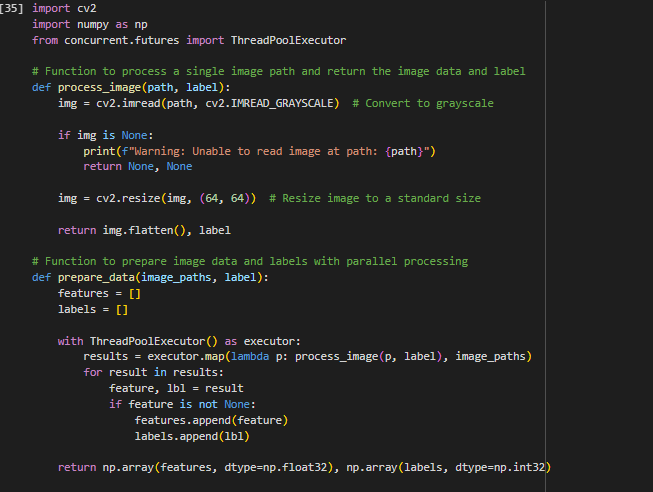 [35] import cv2
import numpy as np
from concurrent.futures import ThreadPoolExecutor

# Function to process a single image path and return the image data and label
def process_image(path, label):
    img = cv2.imread(path, cv2.IMREAD_GRAYSCALE)  # Convert to grayscale

    if img is None:
        print(f"Warning: Unable to read image at path: {path}")
        return None, None

    img = cv2.resize(img, (64, 64))  # Resize image to a standard size

    return img.flatten(), label

# Function to prepare image data and labels with parallel processing
def prepare_data(image_paths, label):
    features = []
    labels = []

    with ThreadPoolExecutor() as executor:
        results = executor.map(lambda p: process_image(p, label), image_paths)
        for result in results:
            feature, lbl = result
            if feature is not None:
                features.append(feature)
                labels.append(lbl)

    return np.array(features, dtype=np.float32), np.array(labels, dtype=np.int32)